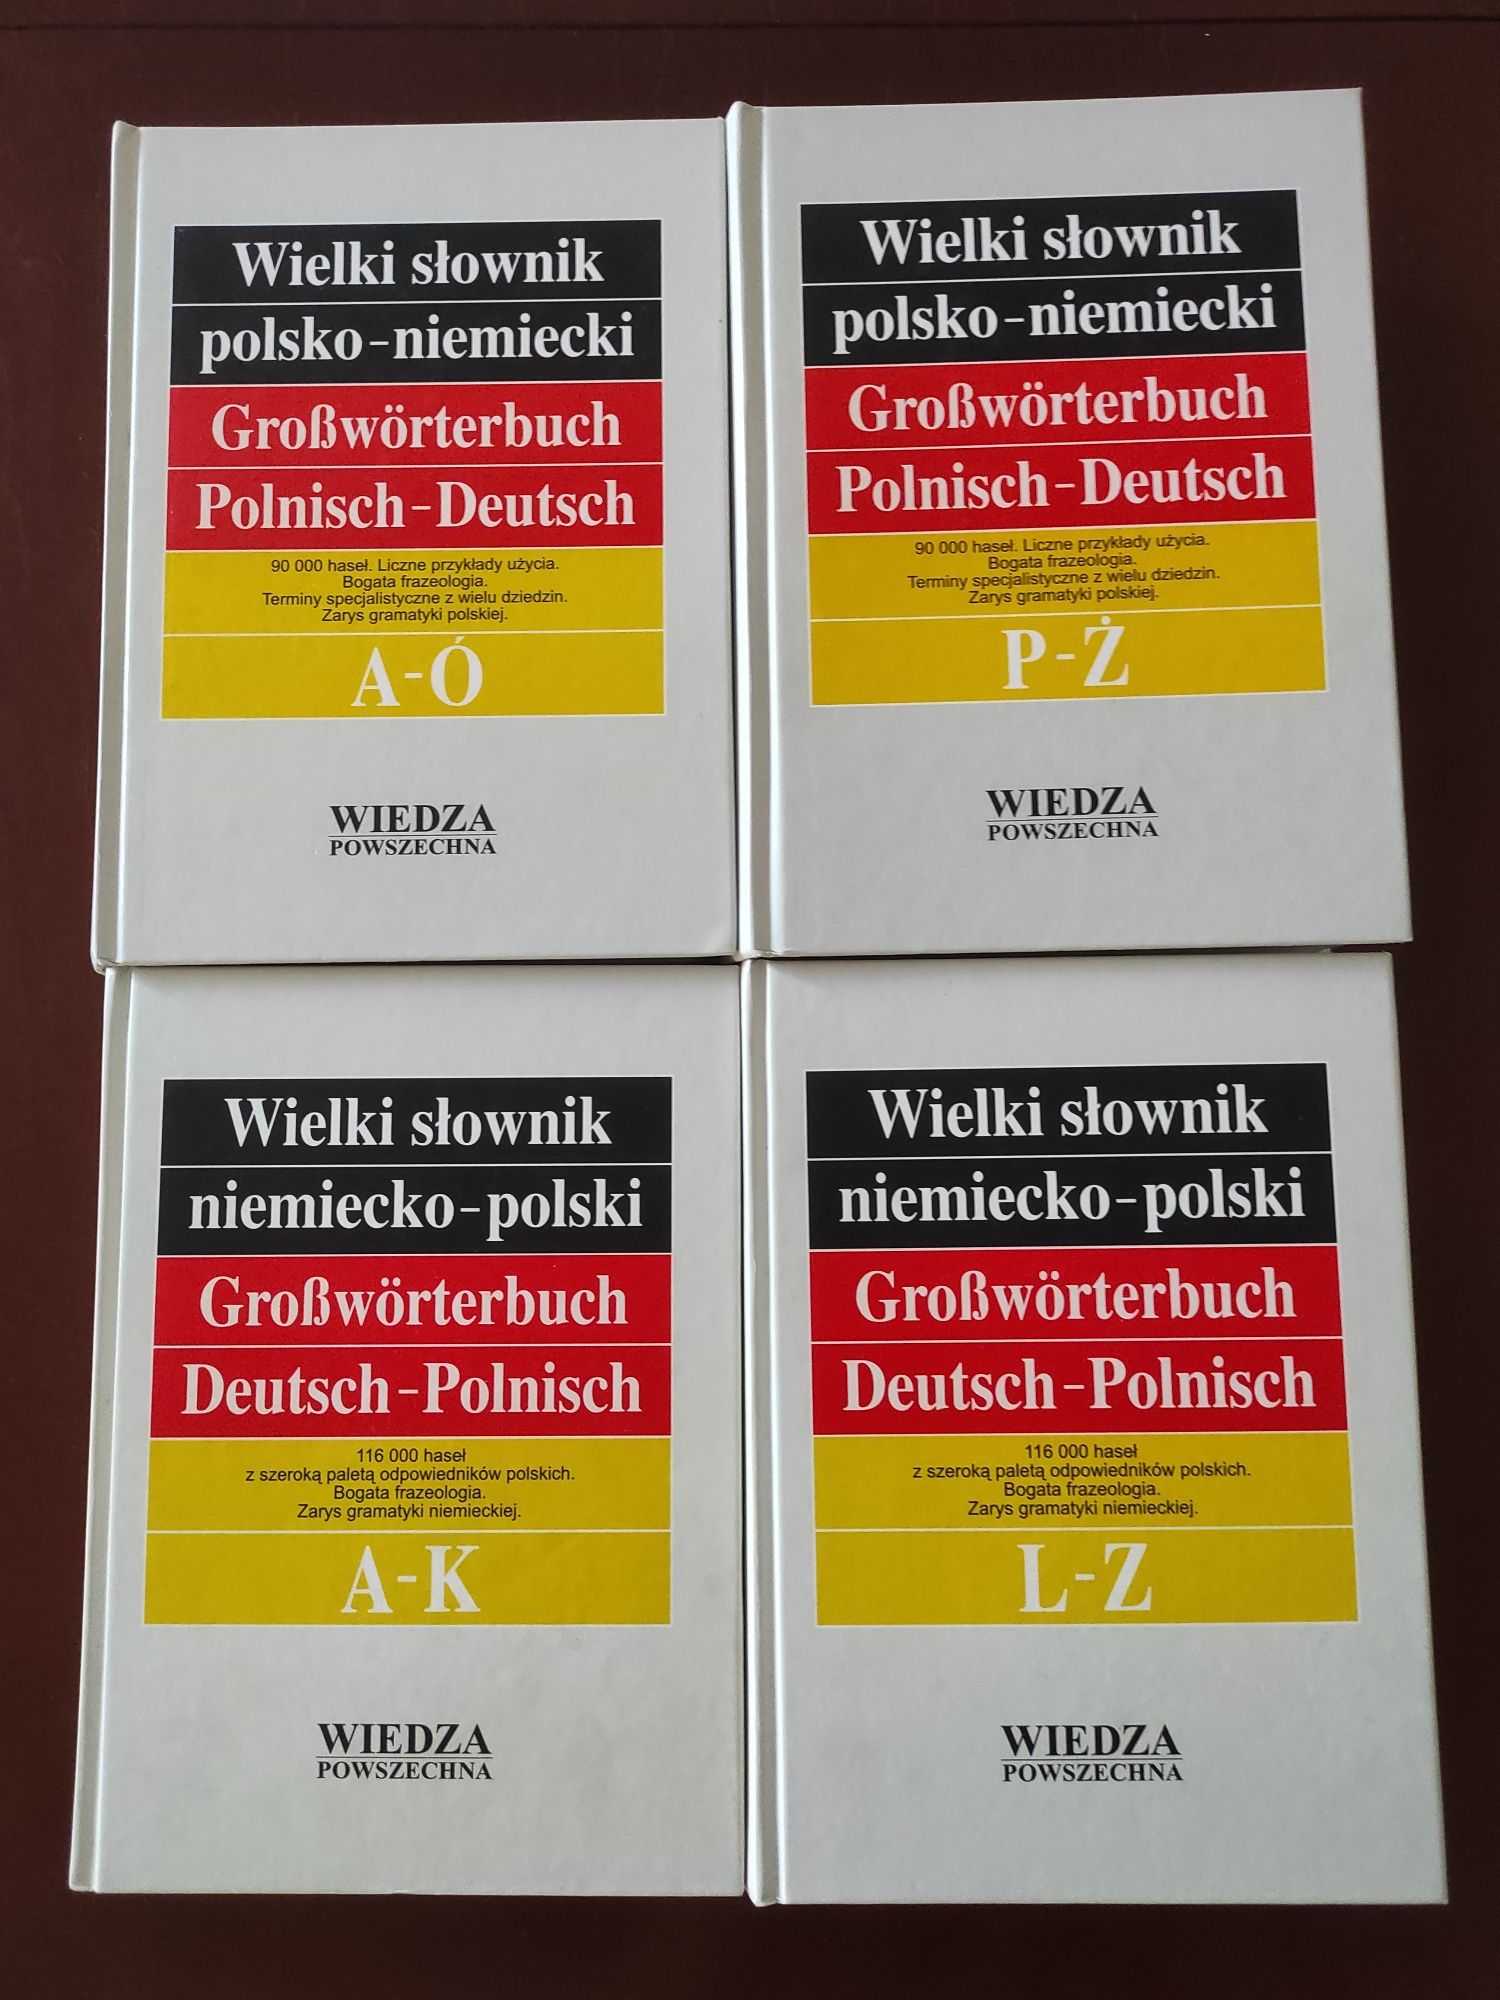 Wielki słownik
polsko-niemiecki
Großwörterbuch
Polnisch-Deutsch
90 000 haseł. Liczne przykłady użycia.
Bogata frazeologia.
Terminy specjalistyczne z wielu dziedzin.
Zarys gramatyki polskiej.
A-Ó
WIEDZA
POWSZECHNA
Wielki słownik
polsko-niemiecki
Großwörterbuch
Polnisch-Deutsch
90 000 haseł. Liczne przykłady użycia.
Bogata frazeologia.
Terminy specjalistyczne z wielu dziedzin.
Zarys gramatyki polskiej.
P-Ż
WIEDZA
POWSZECHNA
Wielki słownik
niemiecko-polski
Großwörterbuch
Deutsch-Polnisch
116 000 haseł
z szeroką paletą odpowiedników polskich.
Bogata frazeologia.
Zarys gramatyki niemieckiej.
A-K
WIEDZA
POWSZECHNA
Wielki słownik
niemiecko-polski
Großwörterbuch
Deutsch-Polnisch
116 000 haseł
z szeroką paletą odpowiedników polskich.
Bogata frazeologia.
Zarys gramatyki niemieckiej.
L-Z
WIEDZA
POWSZECHNA